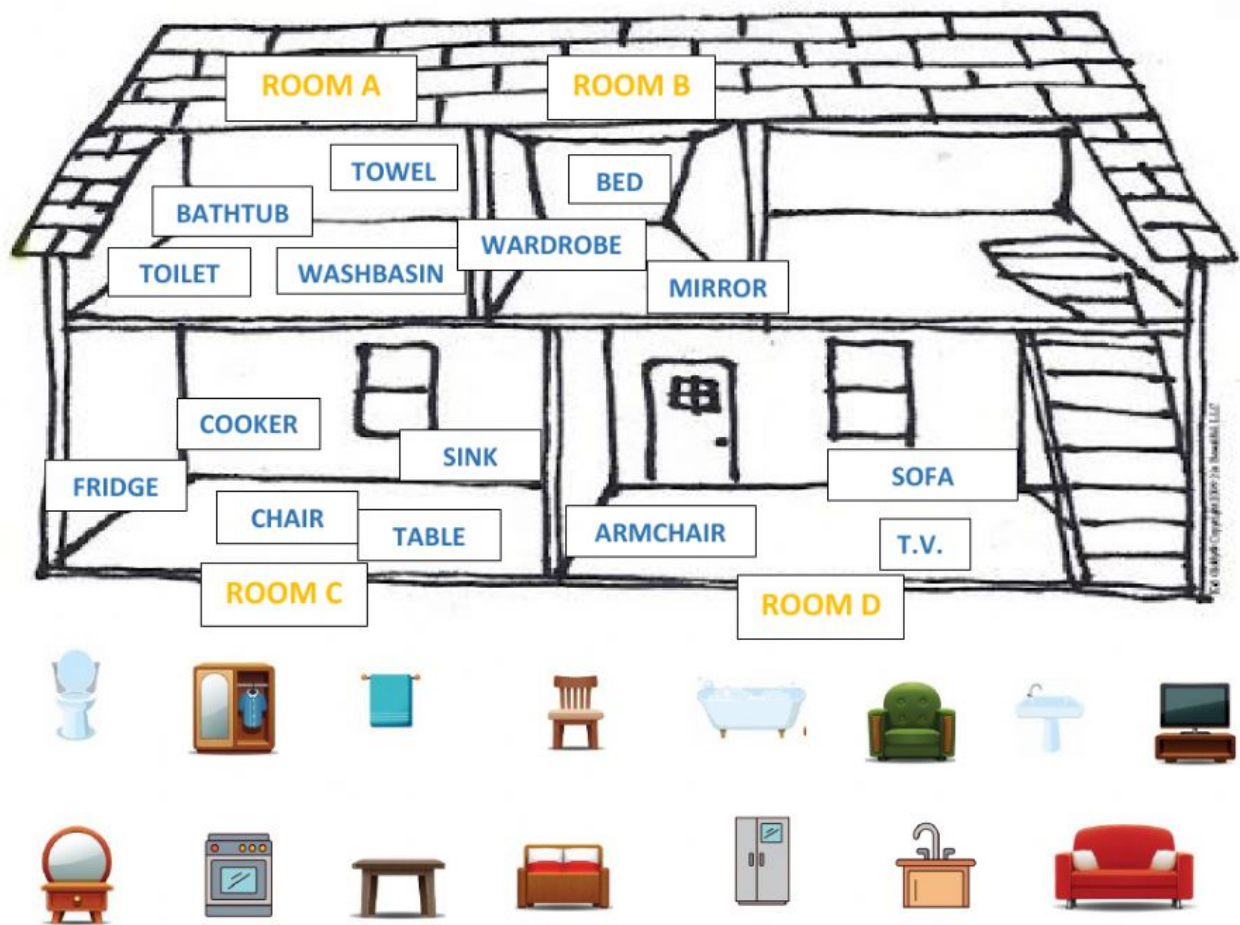 ROOM A
ROOM B
TOWEL
BED
BATHTUB
WARDROBE
TOILET
WASHBASIN
MIRROR
COOKER
SINK
FRIDGE
SOFA
CHAIR
TABLE
ARMCHAIR
T.V.
ROOM C
ROOM D